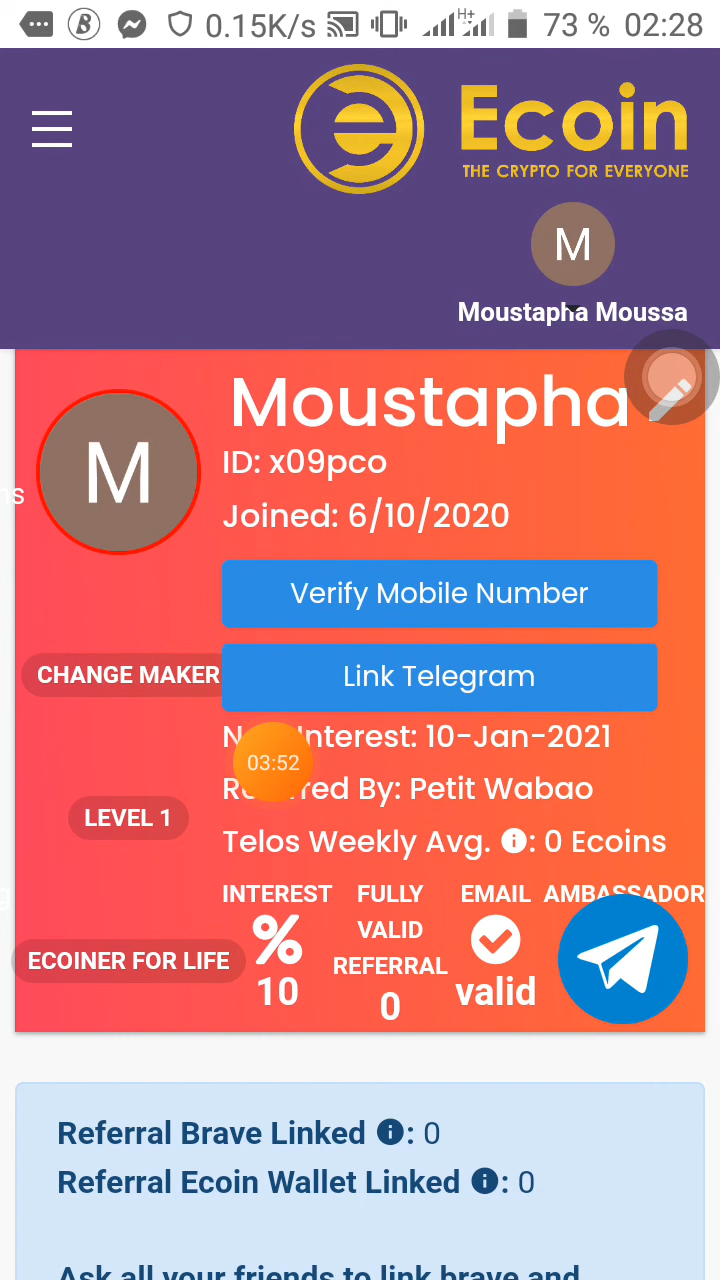 0.15K/s H+ 73 % 02:28
Ecoin
THE CRYPTO FOR EVERYONE
M
Moustapha Moussa
M
Moustapha
ID: x09pco
ns
Joined: 6/10/2020
Verify Mobile Number
CHANGE MAKER
Link Telegram
Interest: 10-Jan-2021
03:52
By: Petit Wabao
LEVEL 1
Telos Weekly Avg. : 0 Ecoins
INTEREST FULLY VALID REFERRAL EMAIL AMBASSADOR
ECOINER FOR LIFE
% 10 0 valid
Referral Brave Linked : 0
Referral Ecoin Wallet Linked : 0
Ask all your friends to link brave and